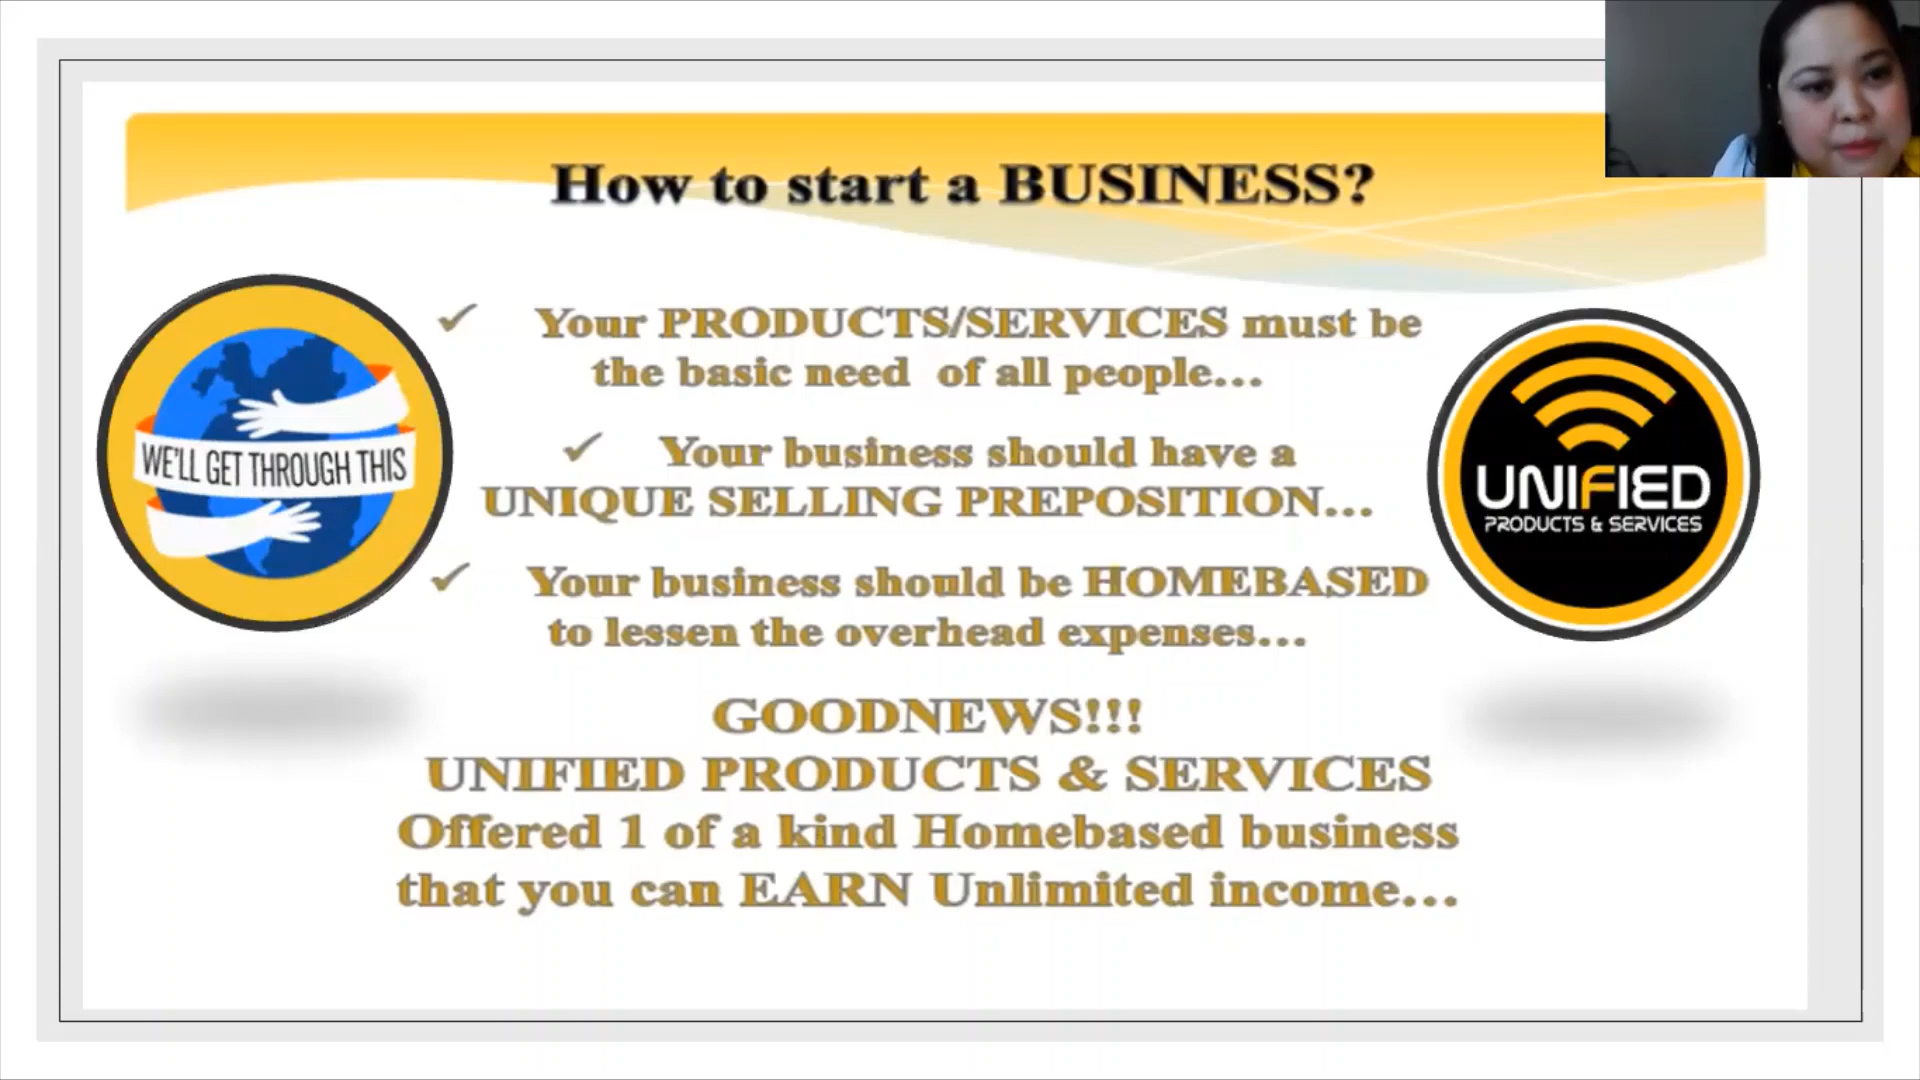 How to start a BUSINESS?
✓ Your PRODUCTS/SERVICES must be
the basic need of all people...
✓ Your business should have a
UNIQUE SELLING PREPOSITION...
✓ Your business should be HOMEBASED
to lessen the overhead expenses...
GOODNEWS!!!
UNIFIED PRODUCTS & SERVICES
Offered 1 of a kind Homebased business
that you can EARN Unlimited income...
WE'LL GET THROUGH THIS
UNIFIED
PRODUCTS & SERVICES